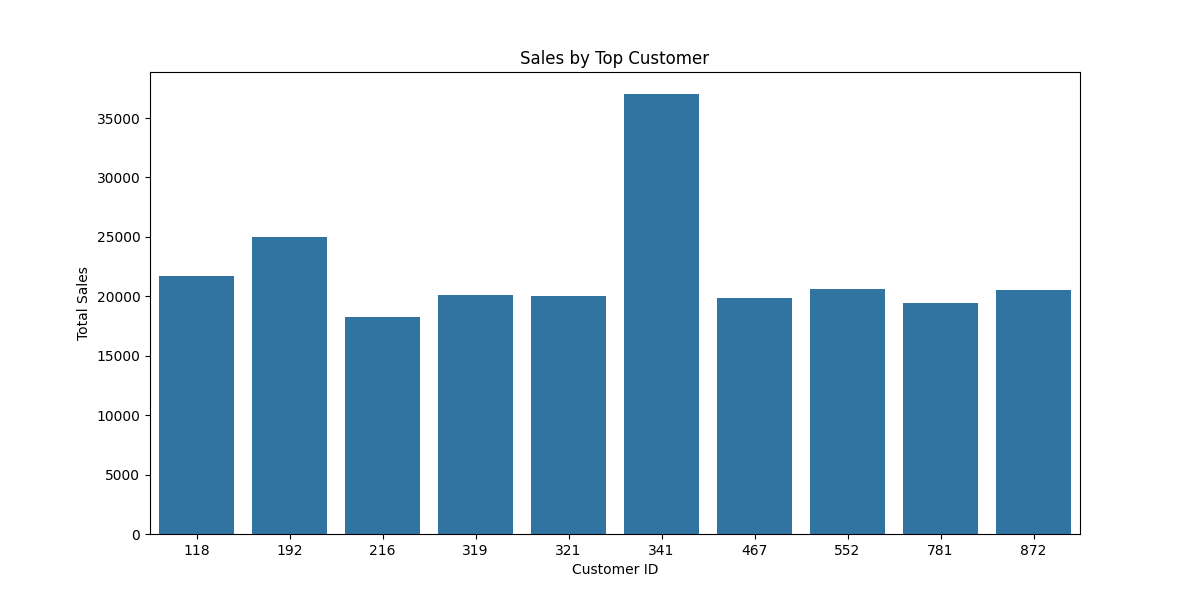 Sales by Top Customer
Total Sales
35000
30000
25000
20000
15000
10000
5000
0
118 192 216 319 321 341 467 552 781 872
Customer ID